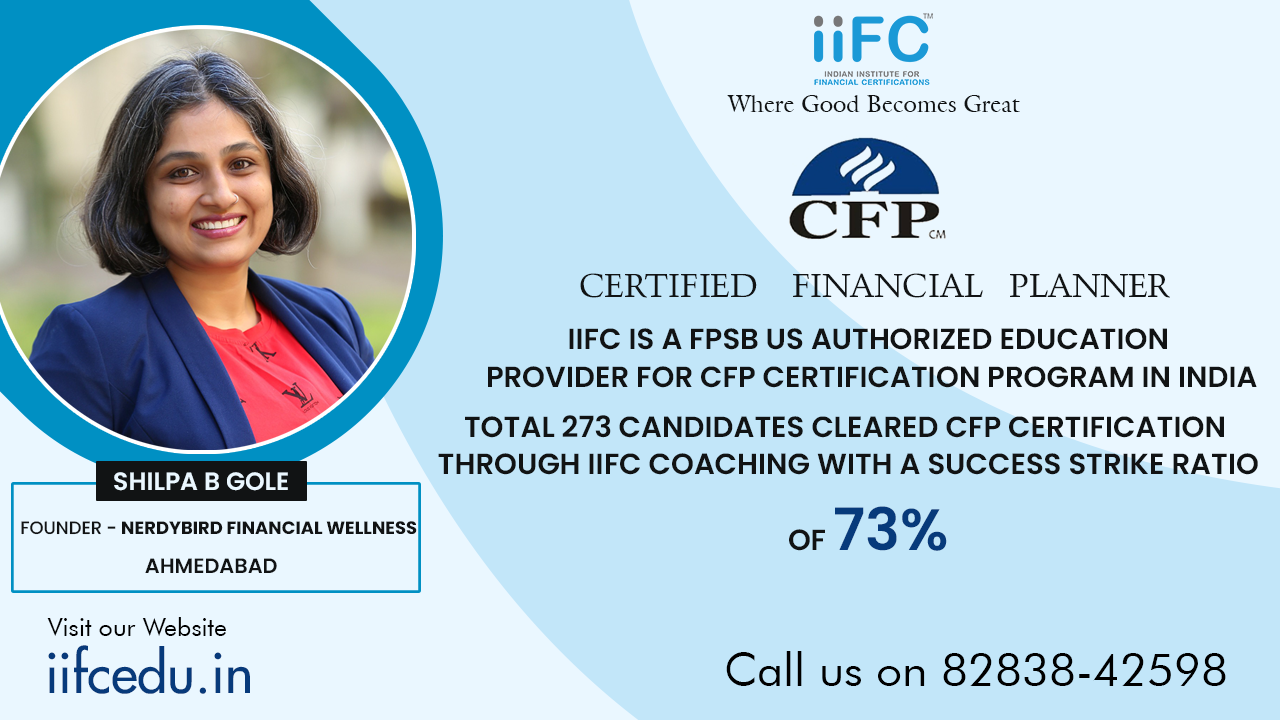 iiFC TM
INDIAN INSTITUTE FOR
FINANCIAL CERTIFICATIONS
Where Good Becomes Great
CFP CM
CERTIFIED FINANCIAL PLANNER
IIFC IS A FPSB US AUTHORIZED EDUCATION
PROVIDER FOR CFP CERTIFICATION PROGRAM IN INDIA
TOTAL 273 CANDIDATES CLEARED CFP CERTIFICATION
THROUGH IIFC COACHING WITH A SUCCESS STRIKE RATIO
OF 73%
SHILPA B GOLE
FOUNDER - NERDYBIRD FINANCIAL WELLNESS
AHMEDABAD
Visit our Website
iifcedu.in
Call us on 82838-42598